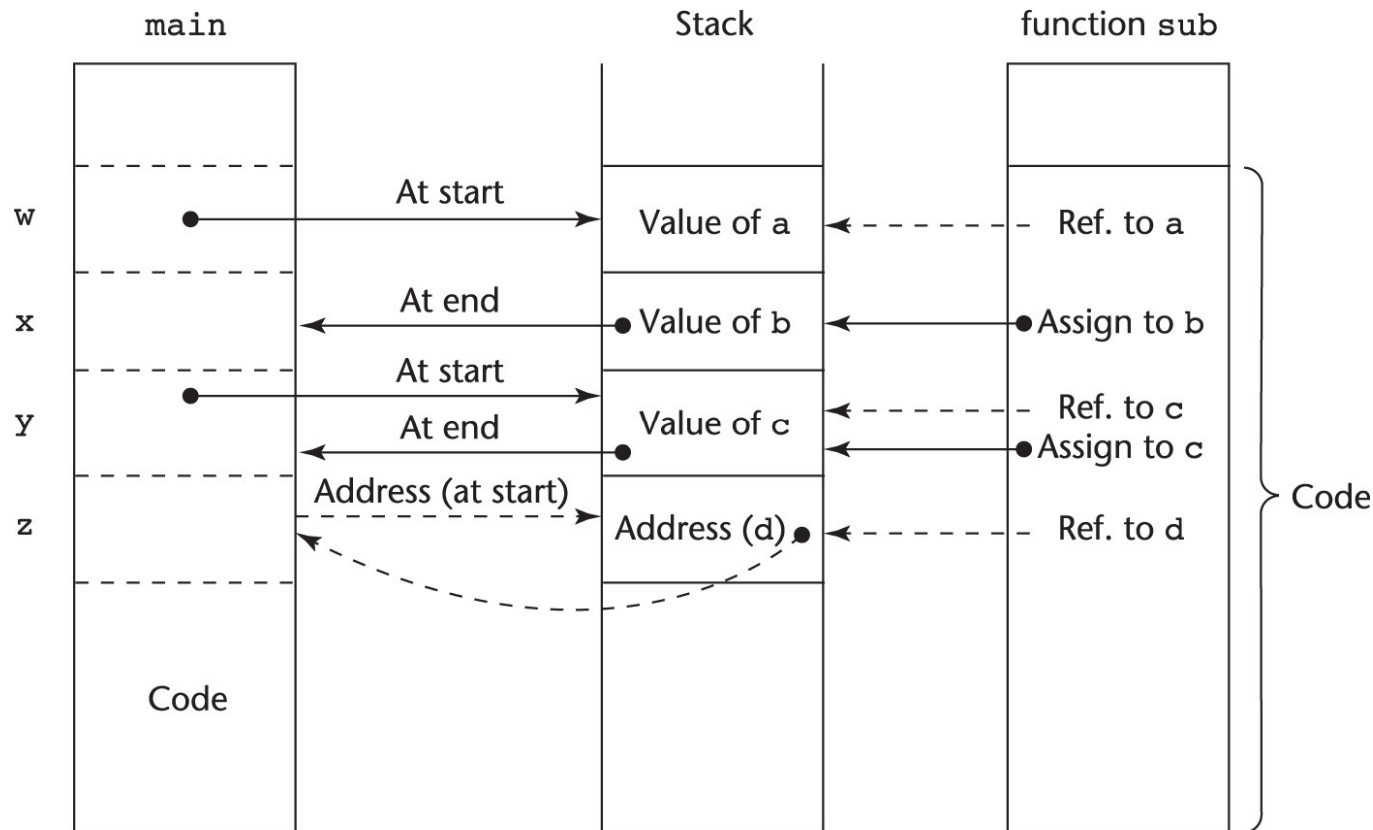 main
Stack
function sub
w
At start
Value of a
Ref. to a
x
At end
Value of b
Assign to b
y
At start
At end
Value of c
Ref. to c
Assign to c
z
Address (at start)
Address (d)
Ref. to d
Code
Code